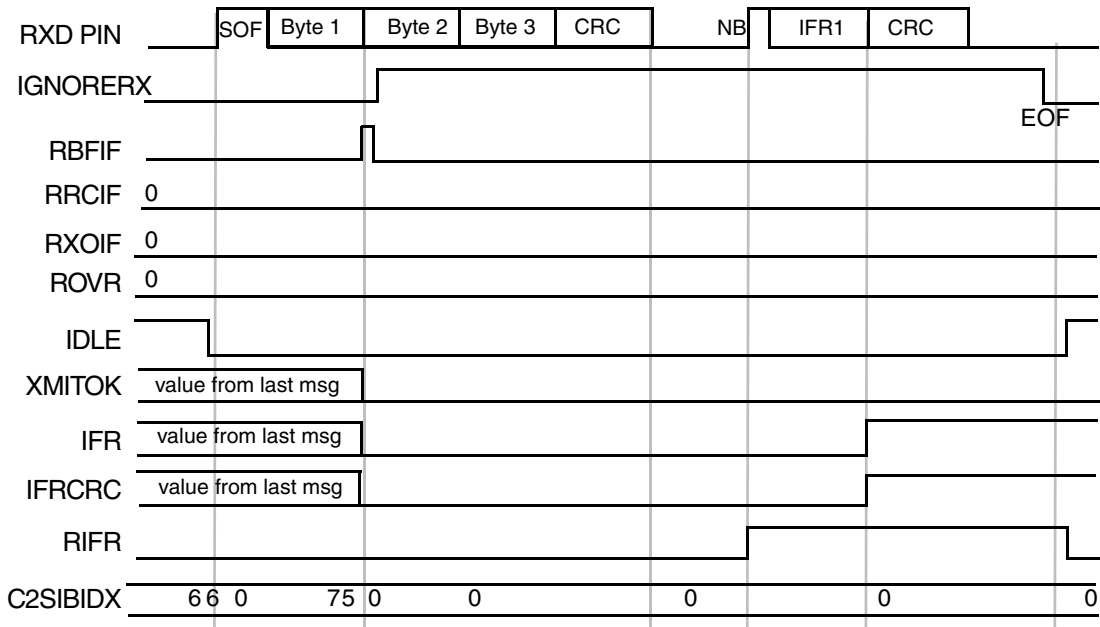 RXD PIN SOF Byte 1 Byte 2 Byte 3 CRC NB IFR1 CRC
IGNORERX
EOF
RBFIF
RRCIF 0
RXOIF 0
ROVR 0
IDLE
XMITOK value from last msg
IFR value from last msg
IFRCRC value from last msg
RIFR
C2SIBIDX 6 6 0 75 0 0 0 0 0